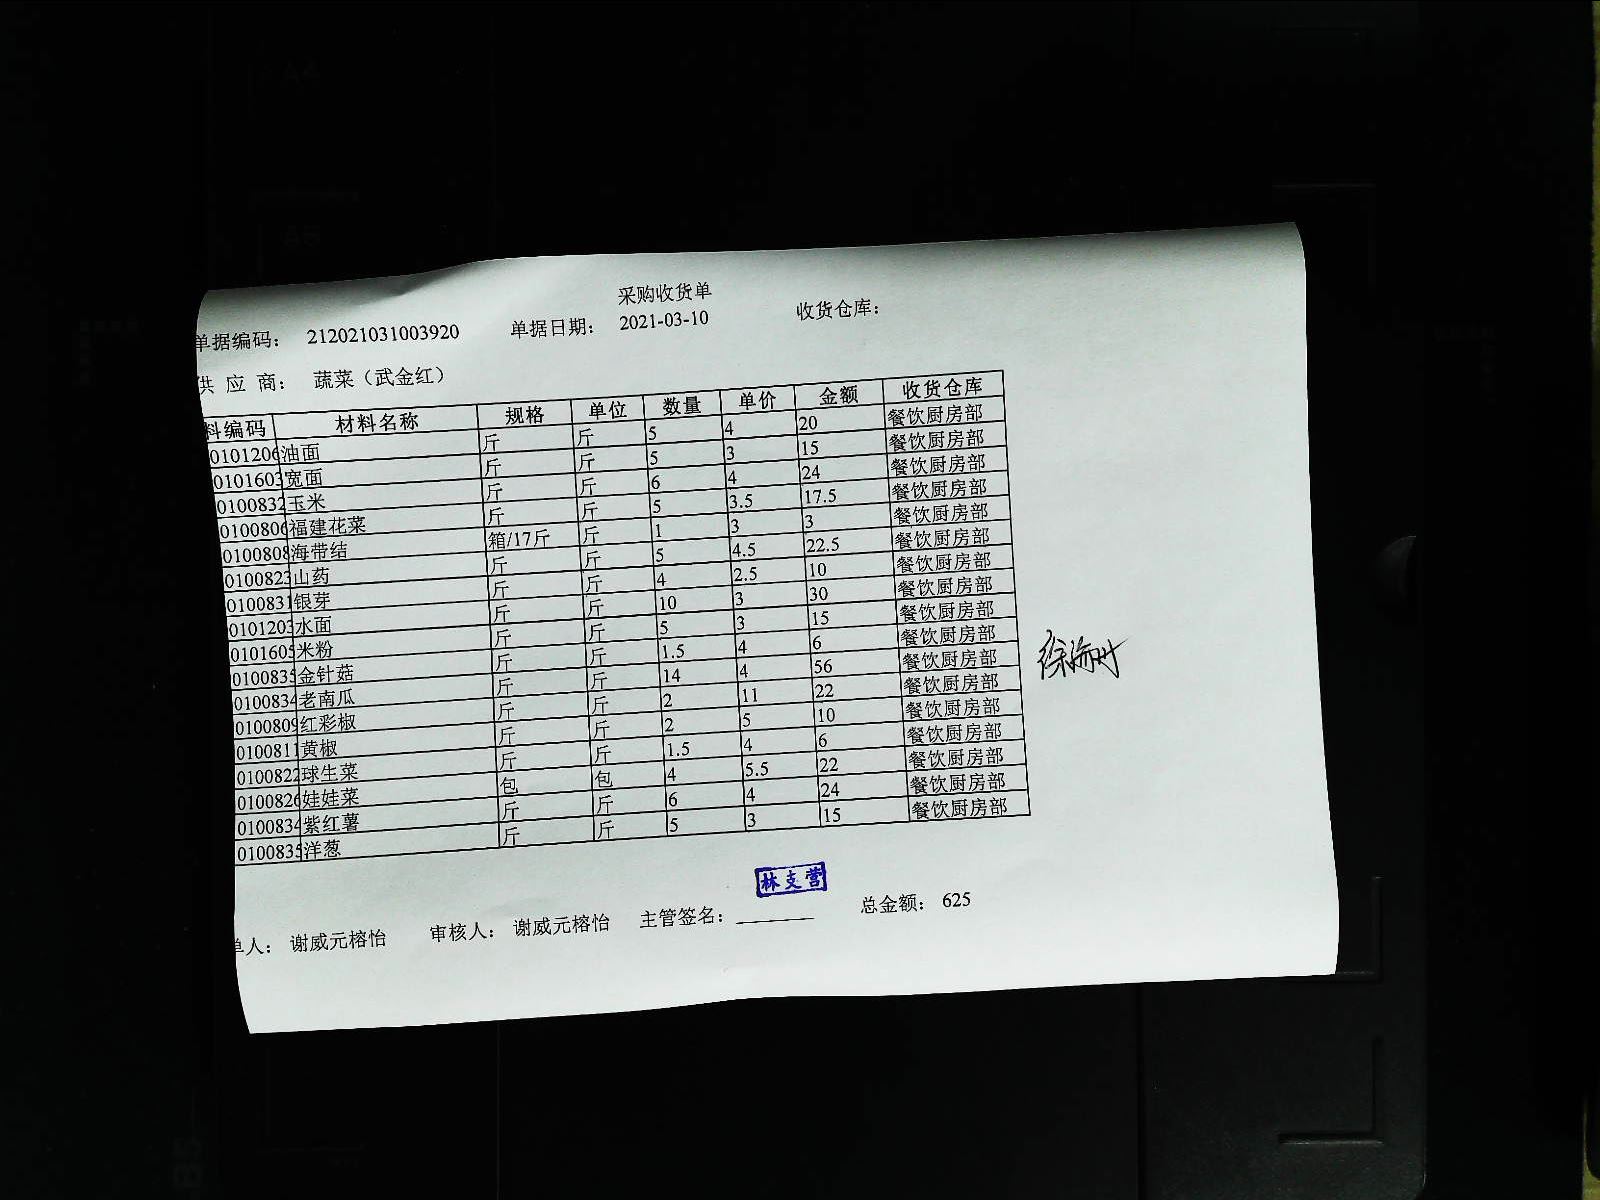 采购收货单
单据编码： 212021031003920 单据日期： 2021-03-10 收货仓库：
供 应 商： 蔬菜（武金红）
料编码 材料名称 规格 单位 数量 单价 金额 收货仓库
0101206 油面 斤 斤 5 4 20 餐饮厨房部
0101603 宽面 斤 斤 5 3 15 餐饮厨房部
0100832 玉米 斤 斤 6 4 24 餐饮厨房部
0100806 福建花菜 斤 斤 5 3.5 17.5 餐饮厨房部
0100808 海带结 箱/17斤 斤 1 3 3 餐饮厨房部
0100823 山药 斤 斤 5 4.5 22.5 餐饮厨房部
0100831 银芽 斤 斤 4 2.5 10 餐饮厨房部
0101203 水面 斤 斤 10 3 30 餐饮厨房部
0101605 米粉 斤 斤 5 3 15 餐饮厨房部
0100835 金针菇 斤 斤 1.5 4 6 餐饮厨房部
0100834 老南瓜 斤 斤 14 4 56 餐饮厨房部
0100809 红彩椒 斤 斤 2 11 22 餐饮厨房部
0100811 黄椒 斤 斤 2 5 10 餐饮厨房部
0100822 球生菜 斤 斤 1.5 4 6 餐饮厨房部
0100826 娃娃菜 包 包 4 5.5 22 餐饮厨房部
0100834 紫红薯 斤 斤 6 4 24 餐饮厨房部
0100835 洋葱 斤 斤 5 3 15 餐饮厨房部
林支营
单人： 谢威元榕怡 审核人： 谢威元榕怡 主管签名：________ 总金额： 625